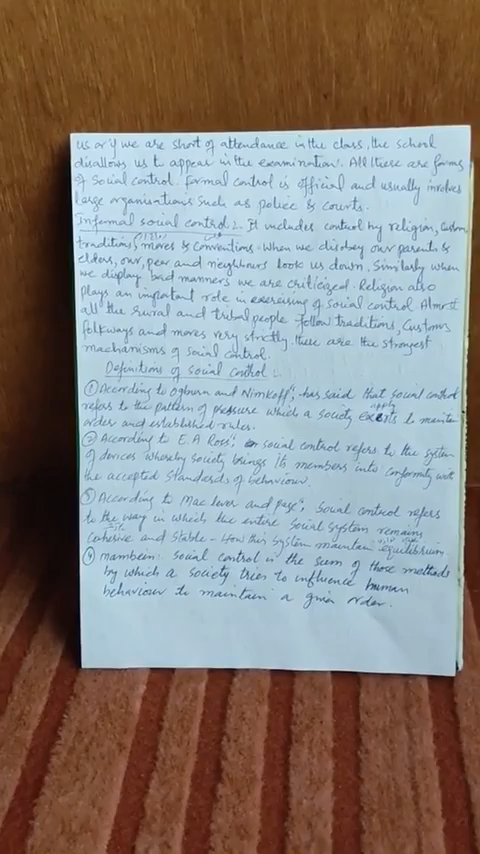 us or if we are short of attendance in the class, the school
disallows us to appear in the examination. All these are forms
of Social control. formal control is official and usually involves
large organisations such as police & courts.
Informal social control:- It includes control by religion, custom
traditions, mores & conventions. When we disobey our parents &
elders, our, peer and neighbours look us down. Similarly when
we display bad manners we are criticized. Religion also
plays an important role in exercising of social control. Almost
all the rural and tribal people follow traditions, Customs
folkways and mores very strictly. these are the strongest
mechanisms of social control.
Definitions of social control:-
① According to Ogburn and Nimkoff: has said that social control
refers to the pattern of pressure which a society exerts to maintain
apply
order and established rules.
② According to E.A Ross: social control refers to the system
of devices whereby society brings its members into conformity with
the accepted standards of behaviour.
③ According to Mac Iver and page: Social control refers
to the way in which the entire Social System remains
Cohesive and Stable - How this System maintain equilibrium.
④ mambein: Social control is the sum of those methods
by which a society tries to influence human
behaviour to maintain a given order.